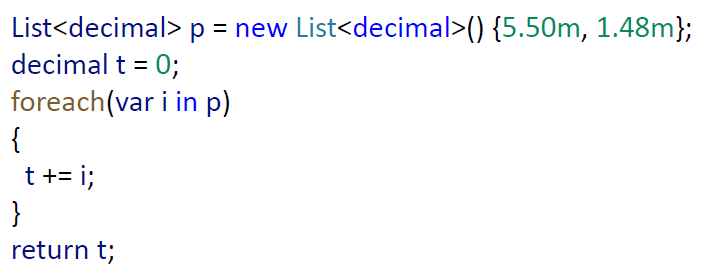 List<decimal> p = new List<decimal>() {5.50m, 1.48m};
decimal t = 0;
foreach(var i in p)
{
  t += i;
}
return t;